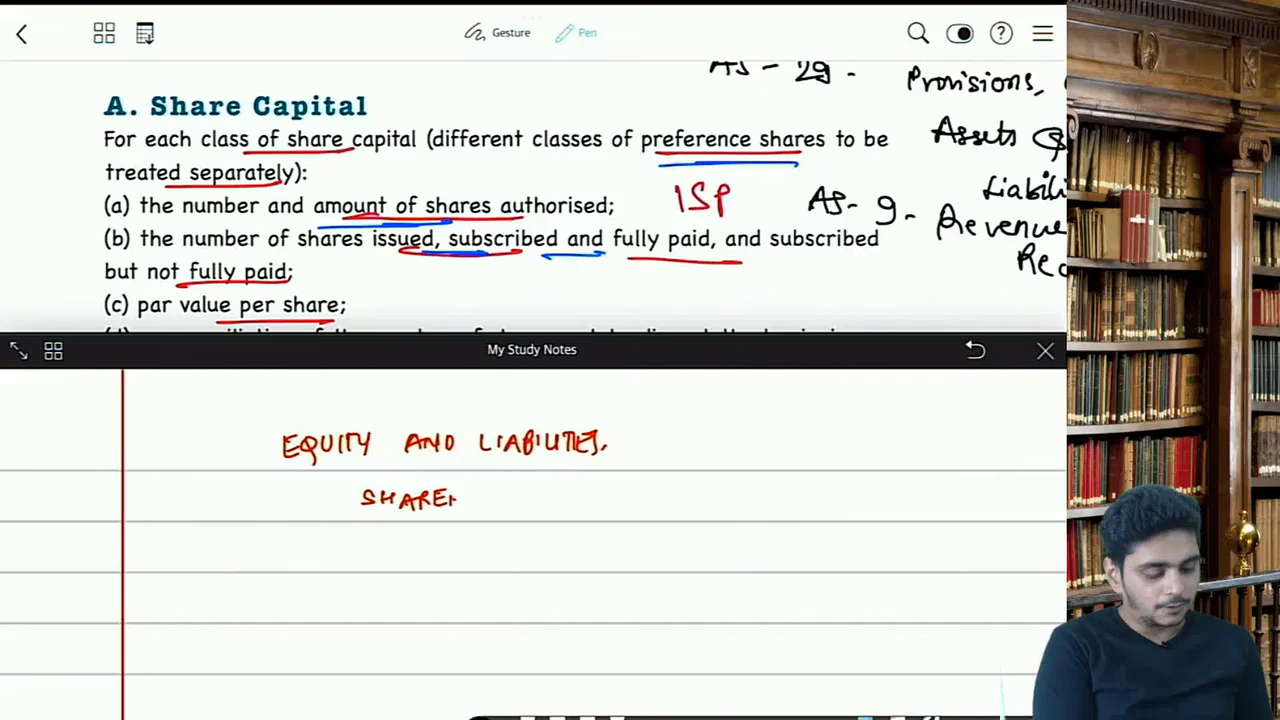 Gesture Pen
AS - 29 - Provisions,
Assets &
Liabili
A. Share Capital
For each class of share capital (different classes of preference shares to be
treated separately):
(a) the number and amount of shares authorised;
ISP
AS - 9 - Revenue
Rec
(b) the number of shares issued, subscribed and fully paid, and subscribed
but not fully paid;
(c) par value per share;
My Study Notes
EQUITY AND LIABILITES.
SHARE